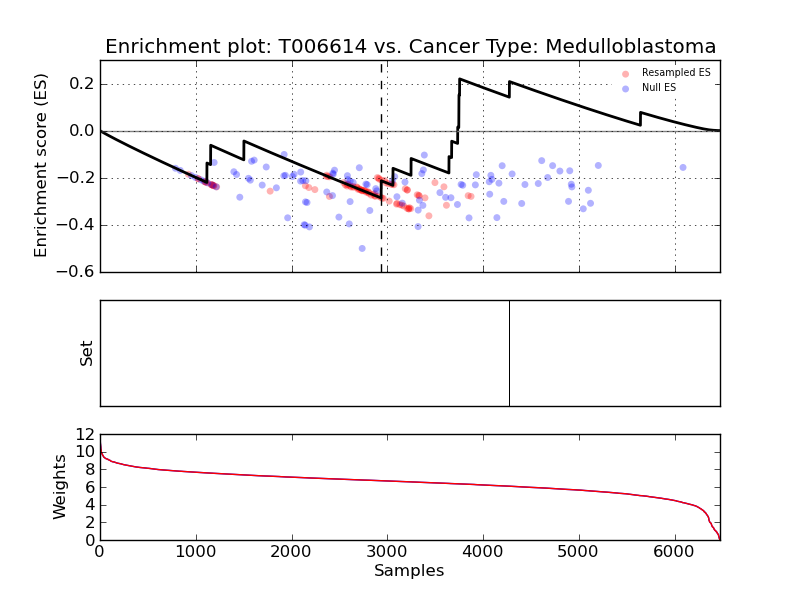 Enrichment plot: T006614 vs. Cancer Type: Medulloblastoma
Enrichment score (ES)
0.2
0.0
−0.2
−0.4
−0.6
Resampled ES
Null ES
Set
Weights
12
10
8
6
4
2
0
0 1000 2000 3000 4000 5000 6000
Samples